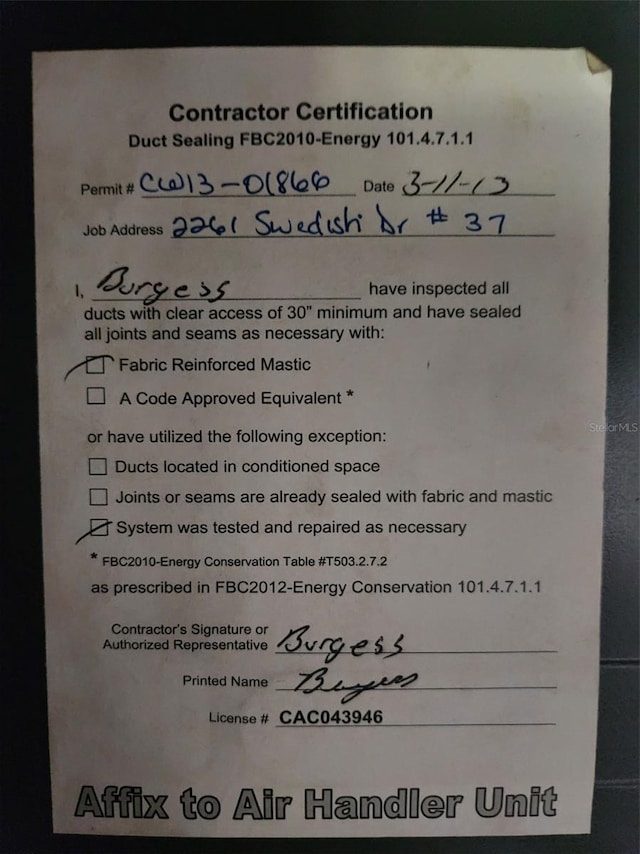 Contractor Certification
Duct Sealing FBC2010-Energy 101.4.7.1.1
Permit # CW13-01866 Date 3-11-13
Job Address 2261 Swedish Dr # 37
I, Burgess have inspected all
ducts with clear access of 30" minimum and have sealed
all joints and seams as necessary with:
Fabric Reinforced Mastic
A Code Approved Equivalent *
or have utilized the following exception:
Ducts located in conditioned space
Joints or seams are already sealed with fabric and mastic
System was tested and repaired as necessary
* FBC2010-Energy Conservation Table #T503.2.7.2
as prescribed in FBC2012-Energy Conservation 101.4.7.1.1
Contractor's Signature or
Authorized Representative Burgess
Printed Name Burgess
License # CAC043946
Affix to Air Handler Unit
StellarMLS